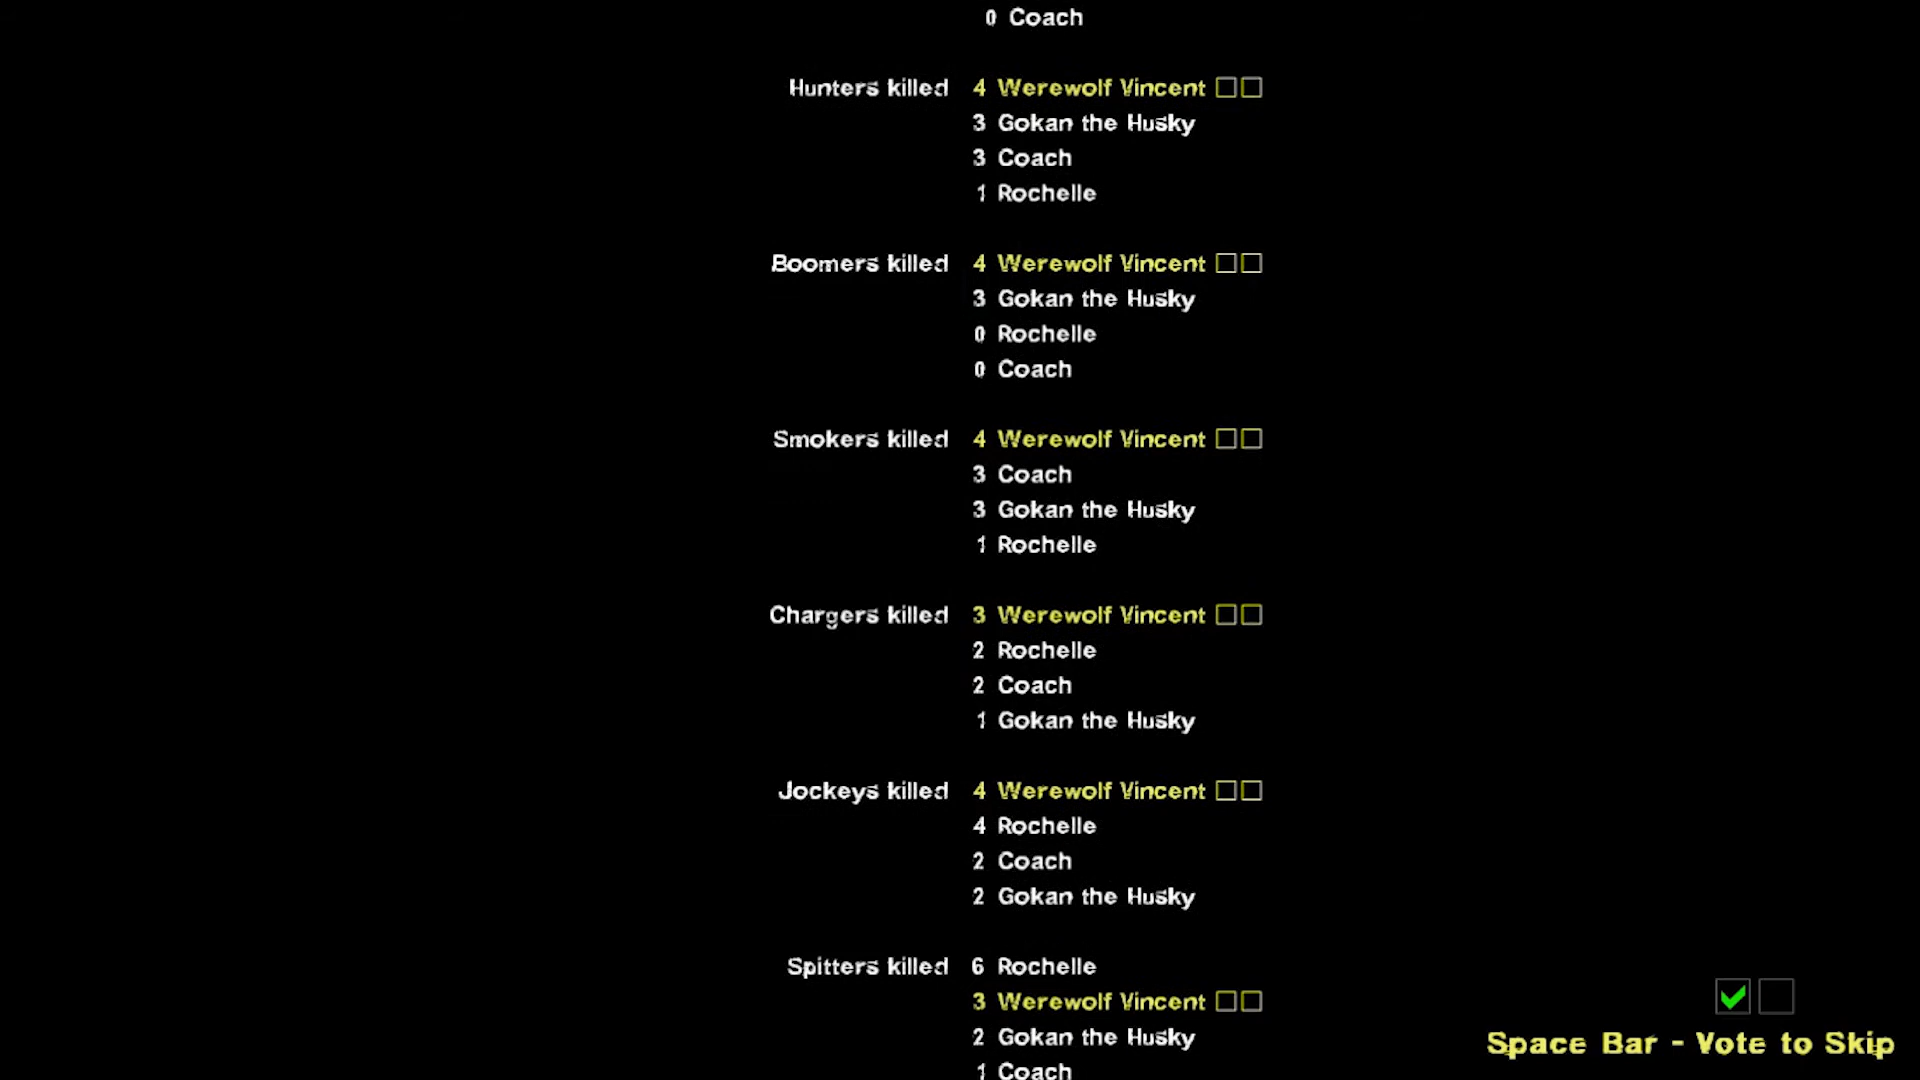 0 Coach
Hunters killed 4 Werewolf Vincent □□
3 Gokan the Husky
3 Coach
1 Rochelle
Boomers killed 4 Werewolf Vincent □□
3 Gokan the Husky
0 Rochelle
0 Coach
Smokers killed 4 Werewolf Vincent □□
3 Coach
3 Gokan the Husky
1 Rochelle
Chargers killed 3 Werewolf Vincent □□
2 Rochelle
2 Coach
1 Gokan the Husky
Jockeys killed 4 Werewolf Vincent □□
4 Rochelle
2 Coach
2 Gokan the Husky
Spitters killed 6 Rochelle
3 Werewolf Vincent □□
2 Gokan the Husky
1 Coach
Space Bar - Vote to Skip